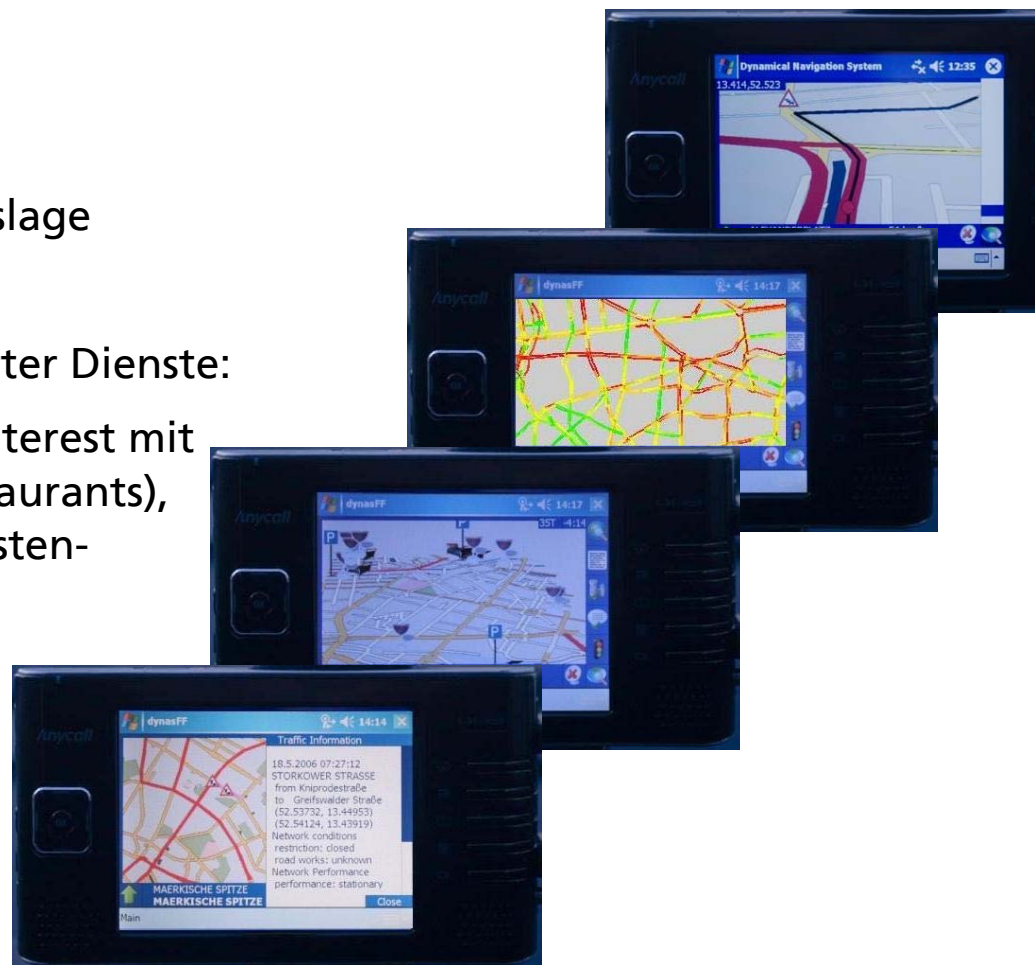 slage
ter Dienste:
terest mit
aurants),
sten-
Anycall
Dynamical Navigation System 12:35
13.414,52.523
Anycall
dynasFF 14:17
Anycall
dynasFF 14:17
P
P
Anycall
dynasFF 14:14
Traffic Information
18.5.2006 07:27:12
STORKOWER STRASSE
from Kniprodestraße
to Greifswalder Straße
(52.53732, 13.44953)
(52.54124, 13.43919)
Network conditions
restriction: closed
road works: unknown
Network Performance
performance: stationary
MAERKISCHE SPITZE
MAERKISCHE SPITZE
Close
Main